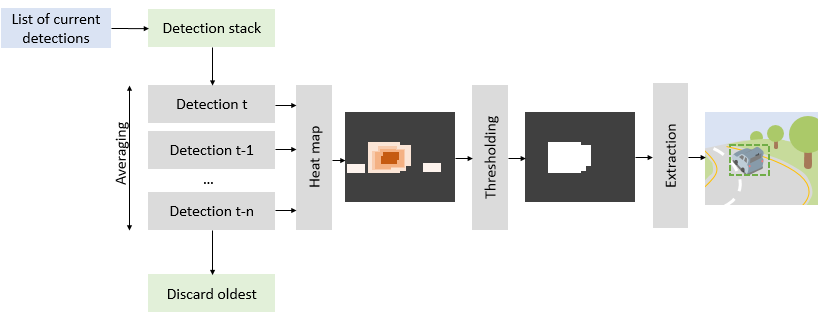 List of current
detections
Detection stack
Averaging
Detection t
Detection t-1
...
Detection t-n
Discard oldest
Heat map
Thresholding
Extraction